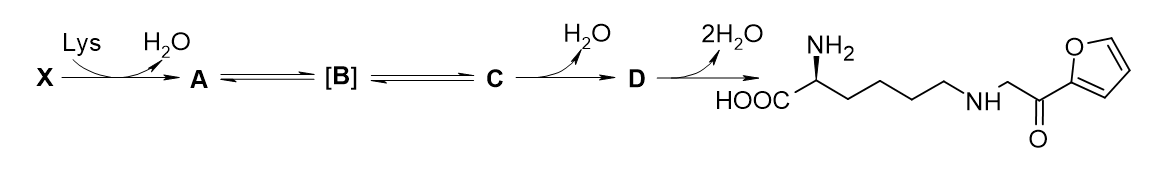 Lys H₂O H₂O 2H₂O
X A [B] C D
NH₂ O
HOOC NH
O